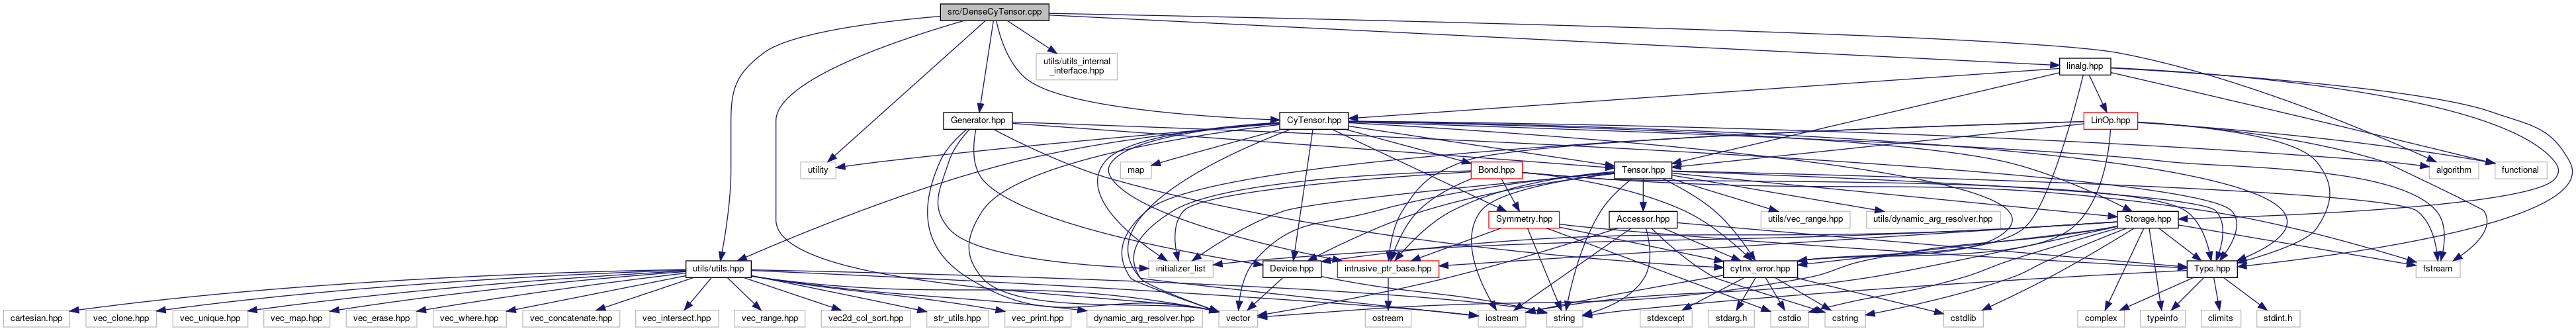 src/DenseCyTensor.cpp
utils/utils_internal
_interface.hpp
linalg.hpp
Generator.hpp
CyTensor.hpp
LinOp.hpp
utility
map
Bond.hpp
Tensor.hpp
algorithm
functional
Symmetry.hpp
Accessor.hpp
utils/vec_range.hpp
utils/dynamic_arg_resolver.hpp
Storage.hpp
utils/utils.hpp
initializer_list
Device.hpp
intrusive_ptr_base.hpp
cytnx_error.hpp
Type.hpp
fstream
cartesian.hpp
vec_clone.hpp
vec_unique.hpp
vec_map.hpp
vec_erase.hpp
vec_where.hpp
vec_concatenate.hpp
vec_intersect.hpp
vec_range.hpp
vec2d_col_sort.hpp
str_utils.hpp
vec_print.hpp
dynamic_arg_resolver.hpp
vector
ostream
iostream
string
stdexcept
stdarg.h
cstdio
cstring
cstdlib
complex
typeinfo
climits
stdint.h